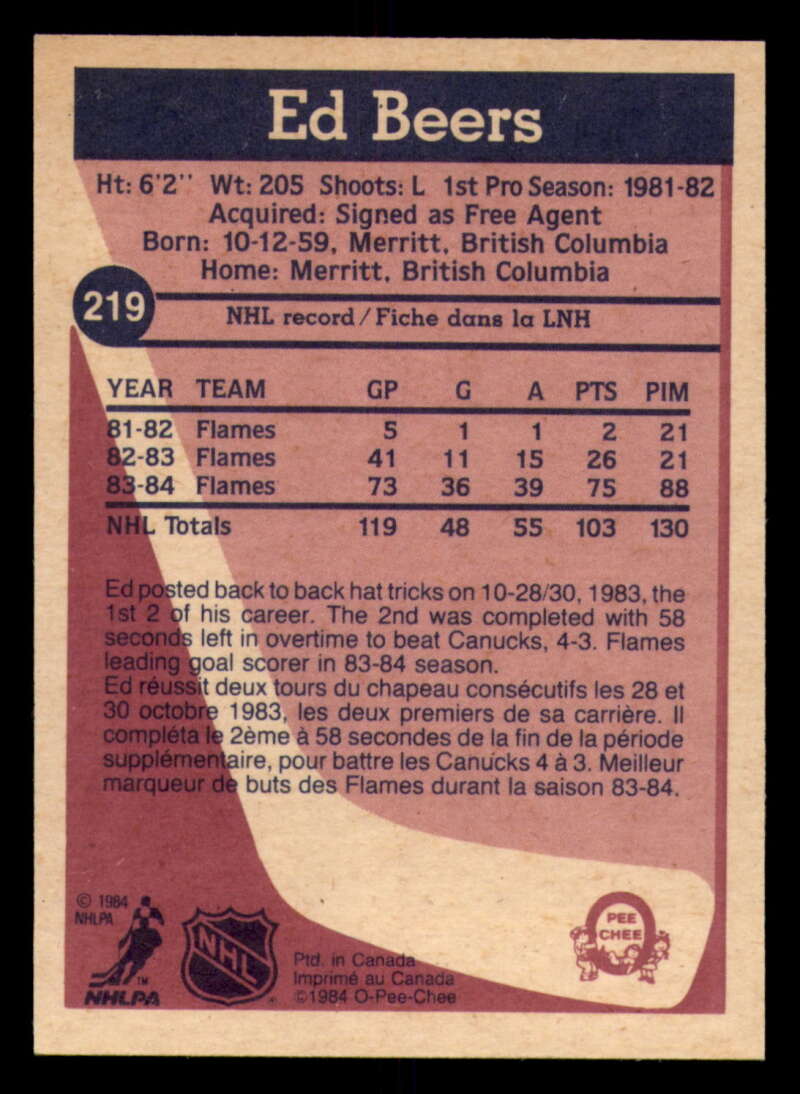 Ed Beers
Ht: 6'2'' Wt: 205 Shoots: L 1st Pro Season: 1981-82
Acquired: Signed as Free Agent
Born: 10-12-59, Merritt, British Columbia
Home: Merritt, British Columbia
219
NHL record/Fiche dans la LNH
YEAR TEAM GP G A PTS PIM
81-82 Flames 5 1 1 2 21
82-83 Flames 41 11 15 26 21
83-84 Flames 73 36 39 75 88
NHL Totals 119 48 55 103 130
Ed posted back to back hat tricks on 10-28/30, 1983, the
1st 2 of his career. The 2nd was completed with 58
seconds left in overtime to beat Canucks, 4-3. Flames
leading goal scorer in 83-84 season.
Ed réussit deux tours du chapeau consécutifs les 28 et
30 octobre 1983, les deux premiers de sa carrière. Il
compléta le 2ème à 58 secondes de la fin de la période
supplémentaire, pour battre les Canucks 4 à 3. Meilleur
marqueur de buts des Flames durant la saison 83-84.
© 1984
NHLPA
TM
NHLPA
NHL
Ptd. in Canada
Imprimé au Canada
©1984 O-Pee-Chee
PEE
CHEE